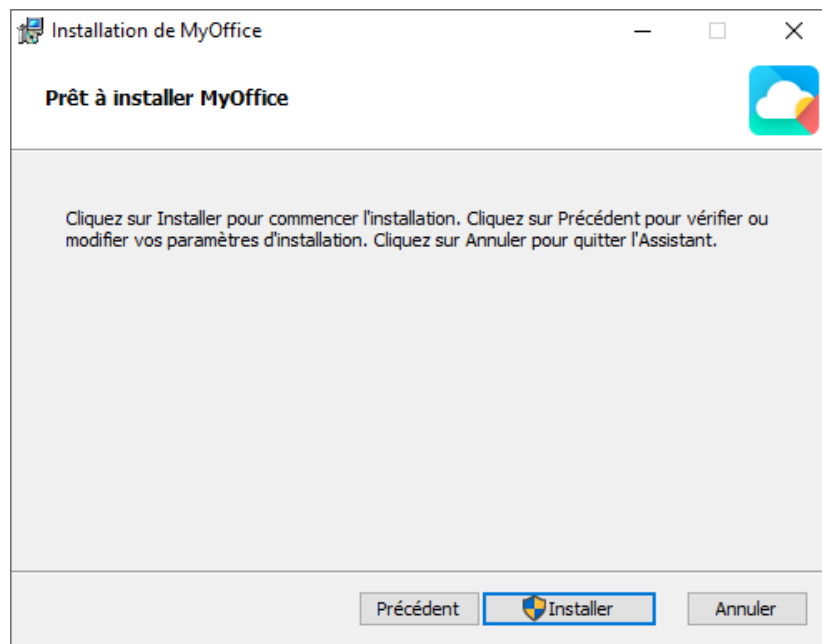 Installation de MyOffice
Prêt à installer MyOffice
Cliquez sur Installer pour commencer l'installation. Cliquez sur Précédent pour vérifier ou
modifier vos paramètres d'installation. Cliquez sur Annuler pour quitter l'Assistant.
Précédent Installer Annuler